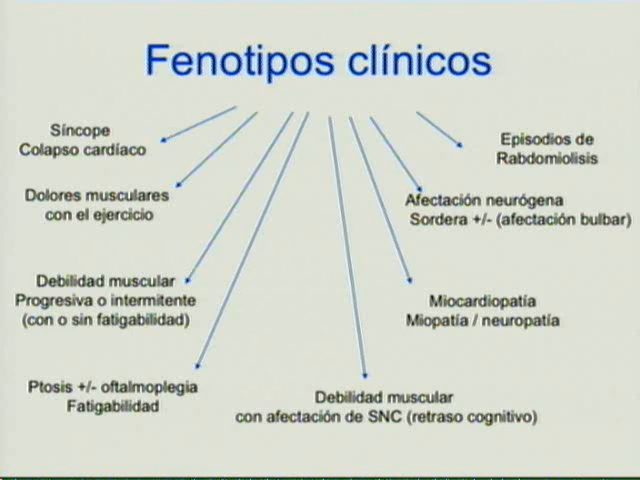 Fenotipos clínicos
Síncope
Colapso cardíaco
Dolores musculares
con el ejercicio
Debilidad muscular
Progresiva o intermitente
(con o sin fatigabilidad)
Ptosis +/- oftalmoplegia
Fatigabilidad
Debilidad muscular
con afectación de SNC (retraso cognitivo)
Miocardiopatía
Miopatía / neuropatía
Afectación neurógena
Sordera +/- (afectación bulbar)
Episodios de
Rabdomiolisis